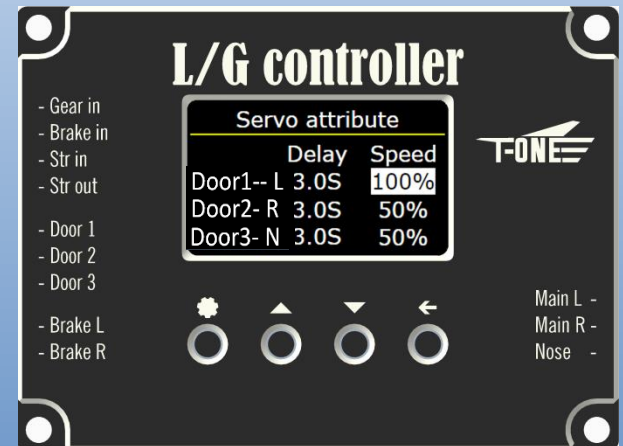 L/G controller
- Gear in
- Brake in
- Str in
- Str out
- Door 1
- Door 2
- Door 3
- Brake L
- Brake R
Servo attribute
Delay Speed
Door1-- L 3.0S 100%
Door2- R 3.0S 50%
Door3- N 3.0S 50%
T-ONE
Main L -
Main R -
Nose -